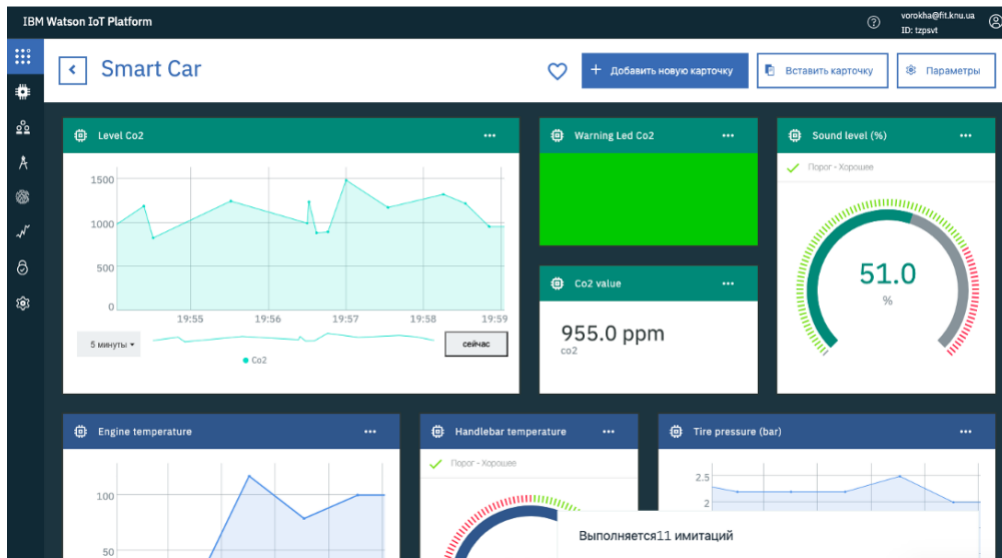 IBM Watson IoT Platform
vorokha@fit.knu.ua
ID: tzpsvt
Smart Car
+ Добавить новую карточку
Вставить карточку
Параметры
Level Co2
1500
1000
500
0
19:55 19:56 19:57 19:58 19:59
5 минуты
сейчас
Co2
Warning Led Co2
Co2 value
955.0 ppm
co2
Sound level (%)
Порог - Хорошее
51.0
%
Engine temperature
100
50
Handlebar temperature
Порог - Хорошее
Tire pressure (bar)
2.5
2
Выполняется11 имитаций